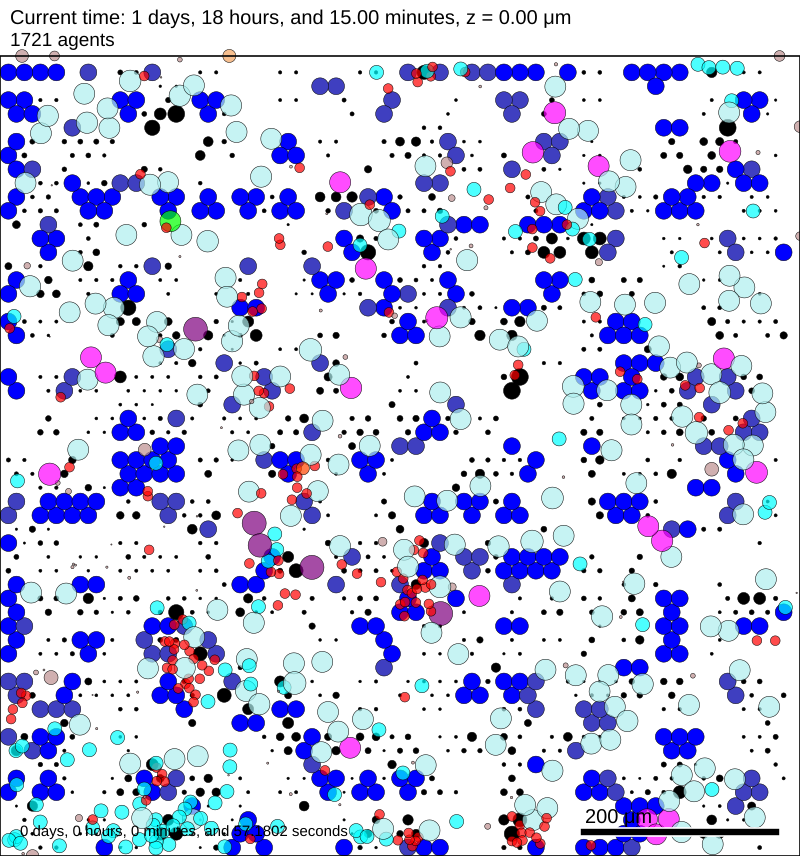 Current time: 1 days, 18 hours, and 15.00 minutes, z = 0.00 μm
1721 agents
200 μm
0 days, 0 hours, 0 minutes, and 57.1802 seconds